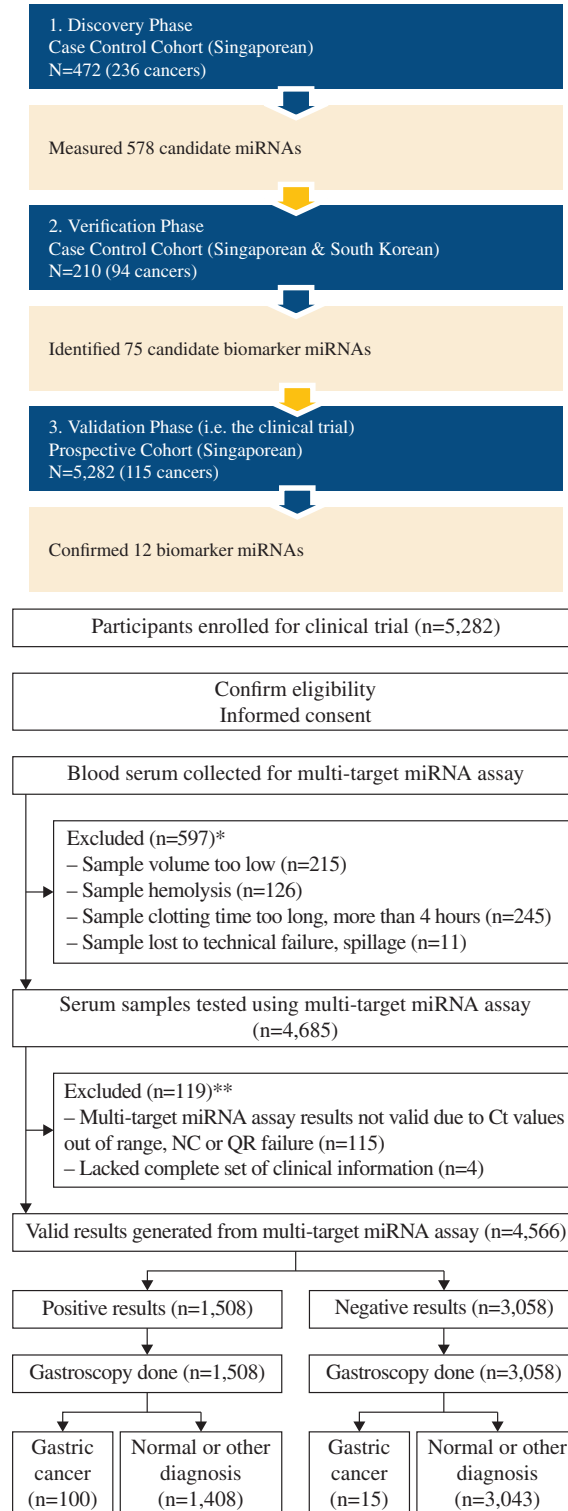 1. Discovery Phase
Case Control Cohort (Singaporean)
N=472 (236 cancers)
Measured 578 candidate miRNAs
2. Verification Phase
Case Control Cohort (Singaporean & South Korean)
N=210 (94 cancers)
Identified 75 candidate biomarker miRNAs
3. Validation Phase (i.e. the clinical trial)
Prospective Cohort (Singaporean)
N=5,282 (115 cancers)
Confirmed 12 biomarker miRNAs
Participants enrolled for clinical trial (n=5,282)
Confirm eligibility
Informed consent
Blood serum collected for multi-target miRNA assay
Excluded (n=597)*
– Sample volume too low (n=215)
– Sample hemolysis (n=126)
– Sample clotting time too long, more than 4 hours (n=245)
– Sample lost to technical failure, spillage (n=11)
Serum samples tested using multi-target miRNA assay
(n=4,685)
Excluded (n=119)**
– Multi-target miRNA assay results not valid due to Ct values
out of range, NC or QR failure (n=115)
– Lacked complete set of clinical information (n=4)
Valid results generated from multi-target miRNA assay (n=4,566)
Positive results (n=1,508)
Negative results (n=3,058)
Gastroscopy done (n=1,508)
Gastroscopy done (n=3,058)
Gastric
cancer
(n=100)
Normal or other
diagnosis
(n=1,408)
Gastric
cancer
(n=15)
Normal or other
diagnosis
(n=3,043)